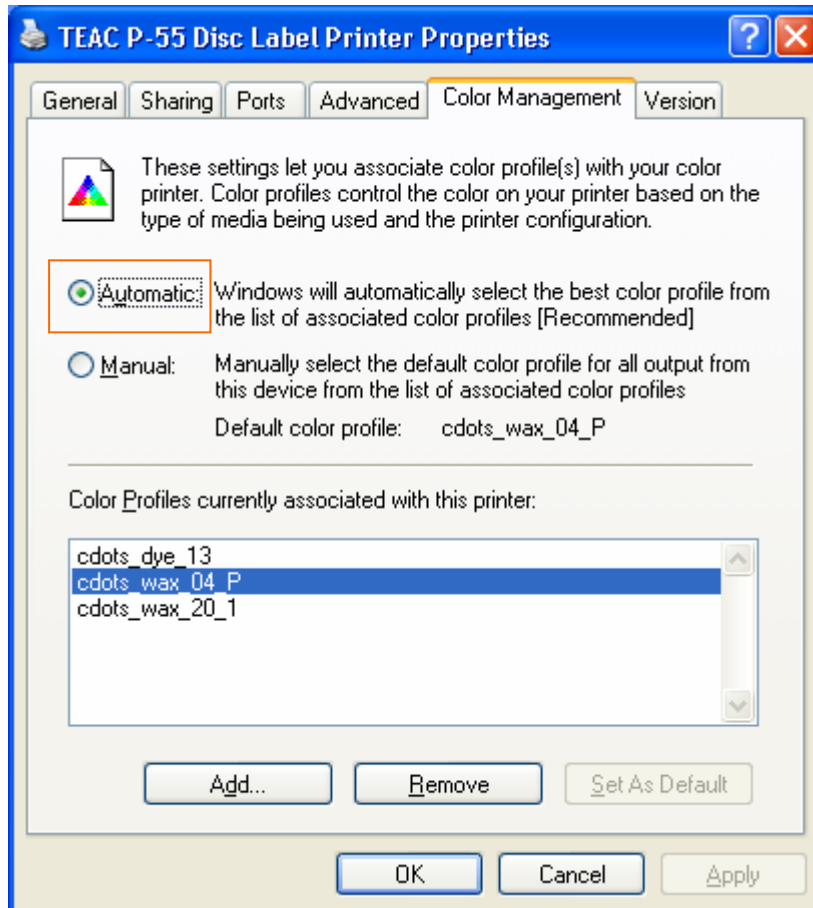 TEAC P-55 Disc Label Printer Properties
General Sharing Ports Advanced Color Management Version
These settings let you associate color profile(s) with your color
printer. Color profiles control the color on your printer based on the
type of media being used and the printer configuration.
Automatic: Windows will automatically select the best color profile from
the list of associated color profiles [Recommended]
Manual: Manually select the default color profile for all output from
this device from the list of associated color profiles
Default color profile: cdots_wax_04_P
Color Profiles currently associated with this printer:
cdots_dye_13
cdots_wax_04_P
cdots_wax_20_1
Add... Remove Set As Default
OK Cancel Apply